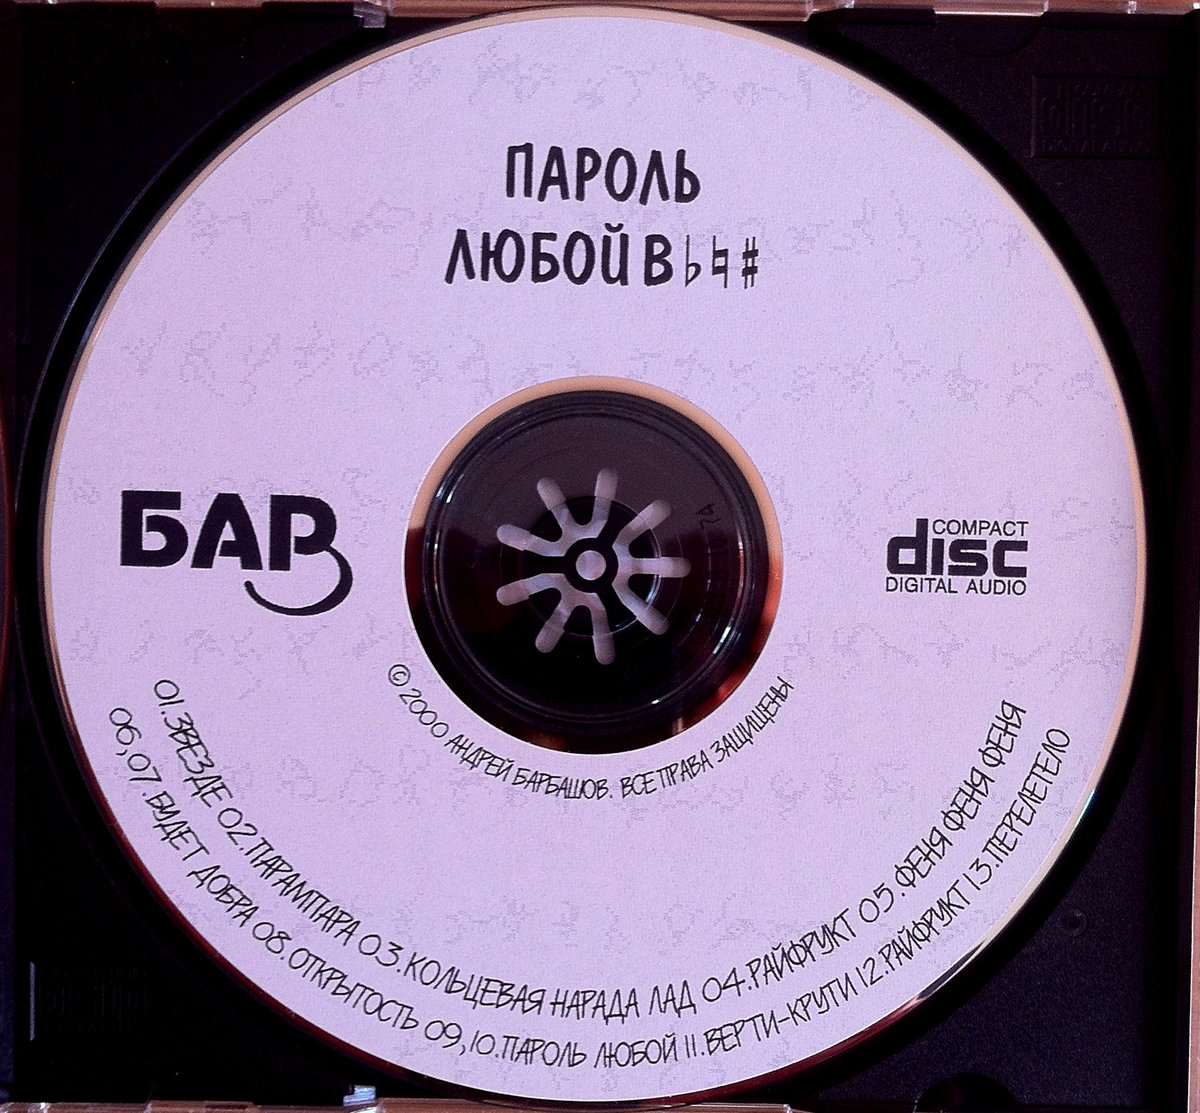 ПАРОЛЬ
ЛЮБОЙ В ♭ ♮ #
БАР
COMPACT
disc
DIGITAL AUDIO
© 2000 АНДРЕЙ БАРБАШОВ. ВСЕ ПРАВА ЗАЩИЩЕНЫ
01.ЗВЕЗДЕ 02.ПАРАМПАРА 03.КОЛЬЦЕВАЯ НАРАДА ЛАД 04.РАЙФРУКТ 05.ФЕНЯ ФЕНЯ ФЕНЯ
06,07.БУДЕТ ДОБРА 08.ОТКРЫТОСТЬ 09,10.ПАРОЛЬ ЛЮБОЙ 11.ВЕРТИ-КРУТИ 12.РАЙФРУКТ 13.ПЕРЕЛЕТЕЛО